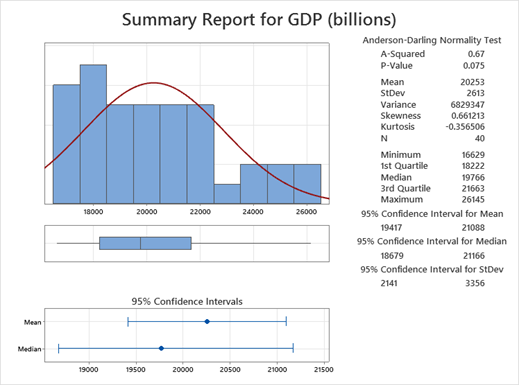 Summary Report for GDP (billions)
Anderson-Darling Normality Test
A-Squared 0.67
P-Value 0.075
Mean 20253
StDev 2613
Variance 6829347
Skewness 0.661213
Kurtosis -0.356506
N 40
Minimum 16629
1st Quartile 18222
Median 19766
3rd Quartile 21663
Maximum 26145
95% Confidence Interval for Mean
19417 21088
95% Confidence Interval for Median
18679 21166
95% Confidence Interval for StDev
2141 3356
18000 20000 22000 24000 26000
95% Confidence Intervals
Mean
Median
19000 19500 20000 20500 21000 21500